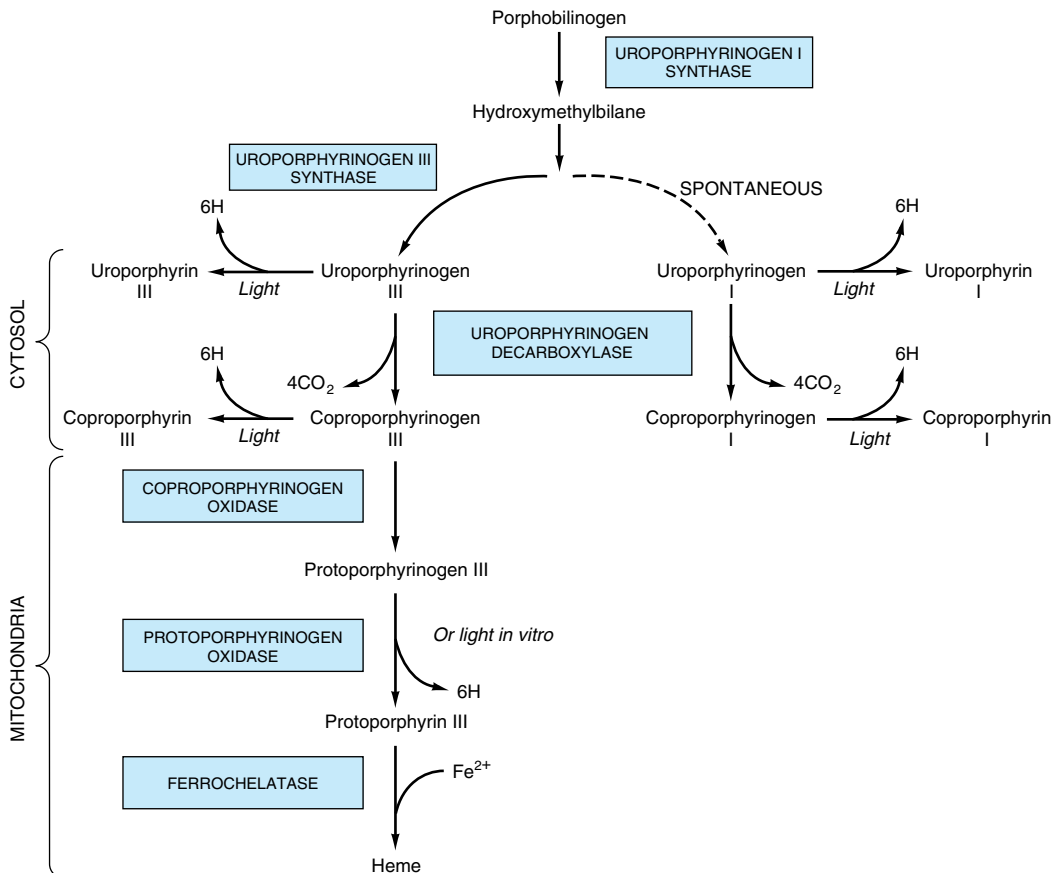 Porphobilinogen
UROPORPHYRINOGEN I
SYNTHASE
Hydroxymethylbilane
UROPORPHYRINOGEN III
SYNTHASE
SPONTANEOUS
6H
6H
Uroporphyrin
III
Light
Uroporphyrinogen
III
Uroporphyrinogen
I
Light
Uroporphyrin
I
CYTOSOL
UROPORPHYRINOGEN
DECARBOXYLASE
6H
4CO₂
4CO₂
6H
Coproporphyrin
III
Light
Coproporphyrinogen
III
Coproporphyrinogen
I
Light
Coproporphyrin
I
COPROPORPHYRINOGEN
OXIDASE
Protoporphyrinogen III
MITOCHONDRIA
PROTOPORPHYRINOGEN
OXIDASE
Or light in vitro
6H
Protoporphyrin III
FERROCHELATASE
Fe²⁺
Heme